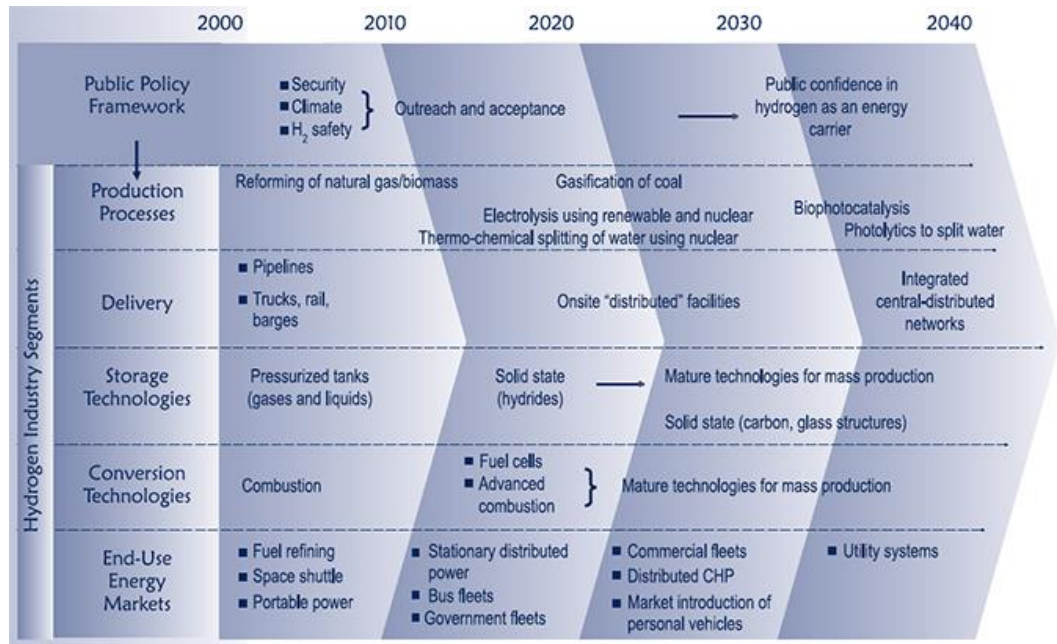 2000 2010 2020 2030 2040
Public Policy
Framework
■ Security
■ Climate
■ H₂ safety
Outreach and acceptance
Public confidence in
hydrogen as an energy
carrier
Hydrogen Industry Segments
Production
Processes
Reforming of natural gas/biomass
Gasification of coal
Electrolysis using renewable and nuclear
Thermo-chemical splitting of water using nuclear
Biophotocatalysis
Photolytics to split water
Delivery
■ Pipelines
■ Trucks, rail,
barges
Onsite “distributed” facilities
Integrated
central-distributed
networks
Storage
Technologies
Pressurized tanks
(gases and liquids)
Solid state
(hydrides)
Mature technologies for mass production
Solid state (carbon, glass structures)
Conversion
Technologies
Combustion
■ Fuel cells
■ Advanced
combustion
Mature technologies for mass production
End-Use
Energy
Markets
■ Fuel refining
■ Space shuttle
■ Portable power
■ Stationary distributed
power
■ Bus fleets
■ Government fleets
■ Commercial fleets
■ Distributed CHP
■ Market introduction of
personal vehicles
■ Utility systems